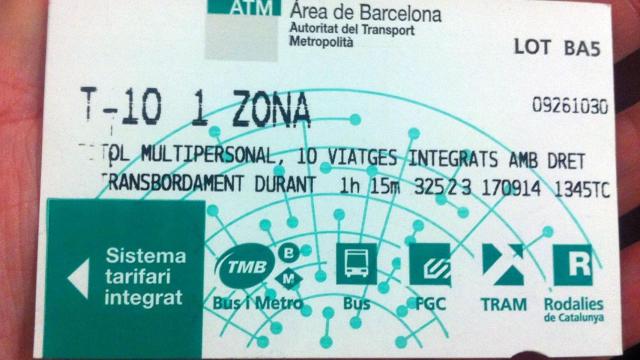 ATM
Àrea de Barcelona
Autoritat del Transport
Metropolità
LOT BA5
T-10 1 ZONA
09261030
TOL MULTIPERSONAL, 10 VIATGES INTEGRATS AMB DRET
TRANSBORDAMENT DURANT 1h 15m 32523 170914 1345TC
Sistema
tarifari
integrat
TMB
B
M
R
Bus i Metro
Bus
FGC
TRAM
Rodalies
de Catalunya